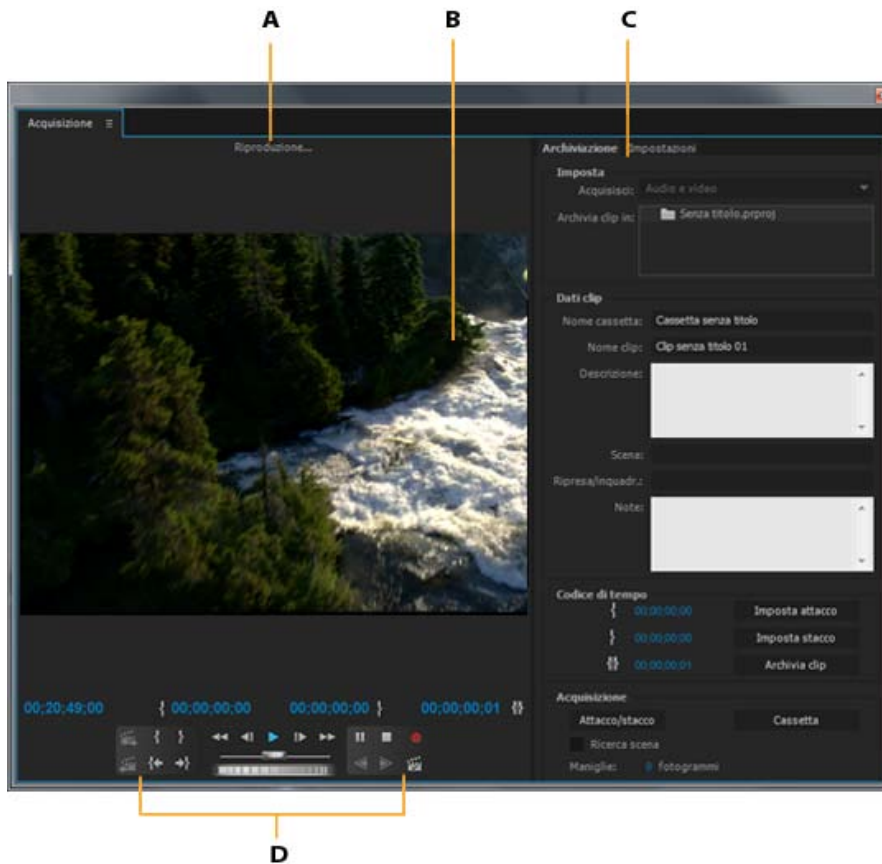 A B C
Acquisizione
Riproduzione...
Archiviazione Impostazioni
Imposta
Acquisisci: Audio e video
Archivia clip in: Senza titolo.prproj
Dati clip
Nome cassetta: Cassetta senza titolo
Nome clip: Clip senza titolo 01
Descrizione:
Scena:
Ripresa/inquadr.:
Note:
Codice di tempo
{ 00;00;00;00 Imposta attacco
} 00;00;00;00 Imposta stacco
{} 00;00;00;01 Archivia clip
00;20;49;00 { 00;00;00;00 00;00;00;00 } 00;00;00;01 {}
Acquisizione
Attacco/stacco Cassetta
Ricerca scena
Maniglie: 0 fotogrammi
D